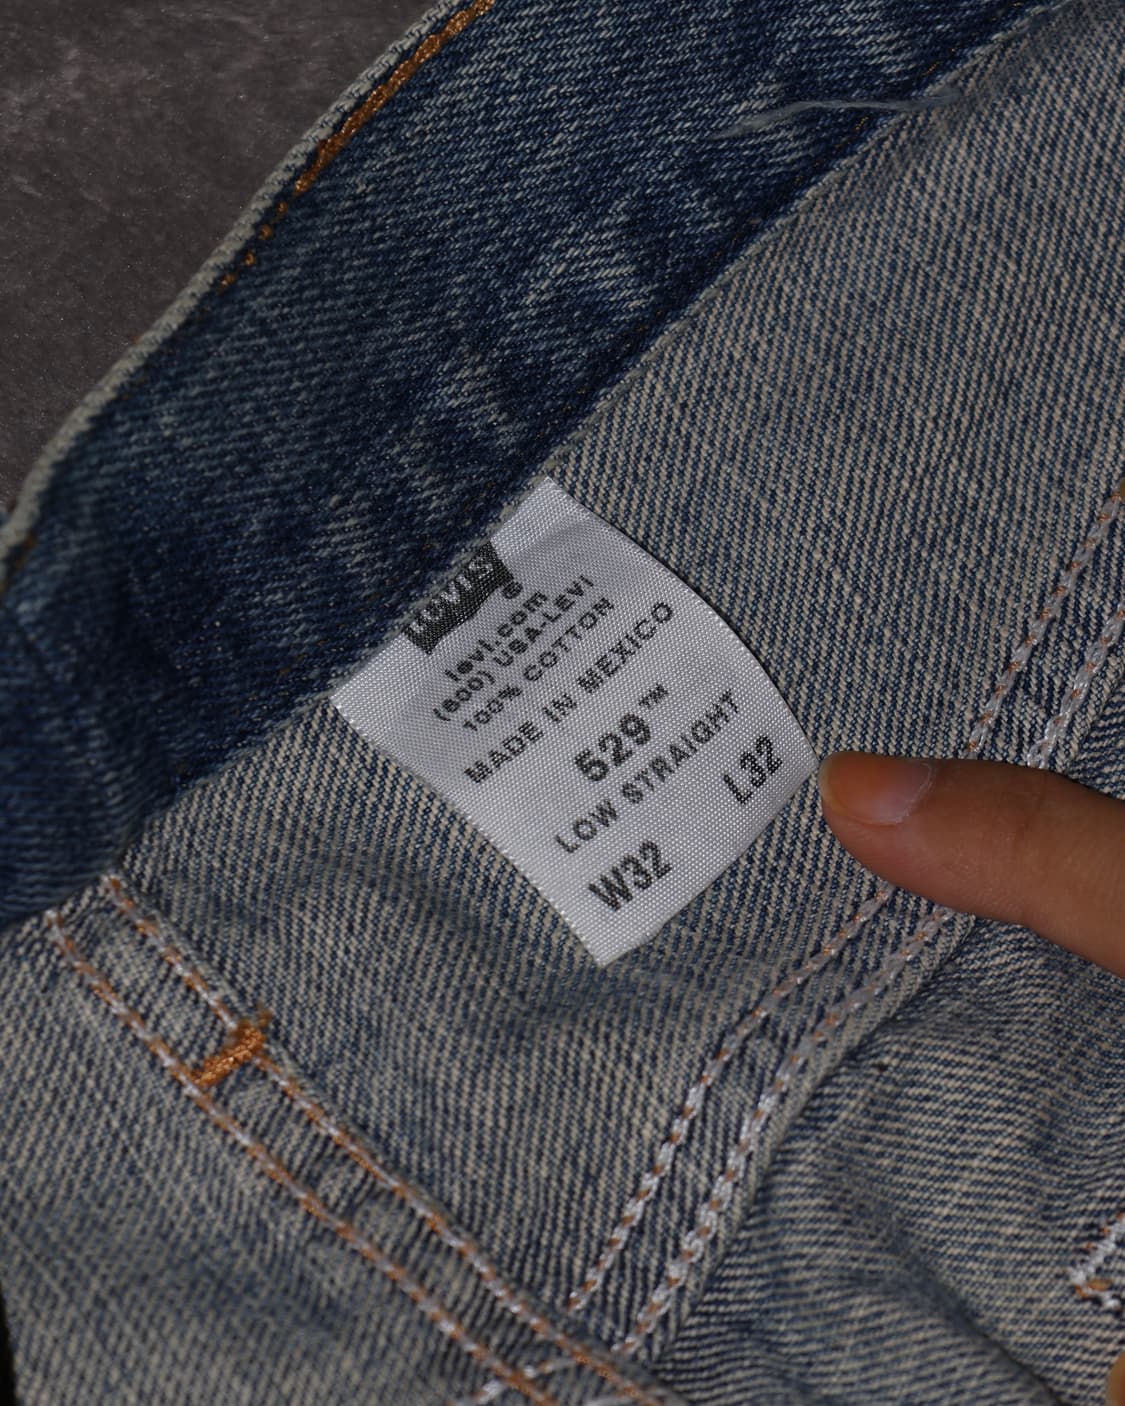 LEVI'S
®
levi.com
(800) USA-LEVI
100% COTTON
MADE IN MEXICO
529™
LOW STRAIGHT
W32 L32